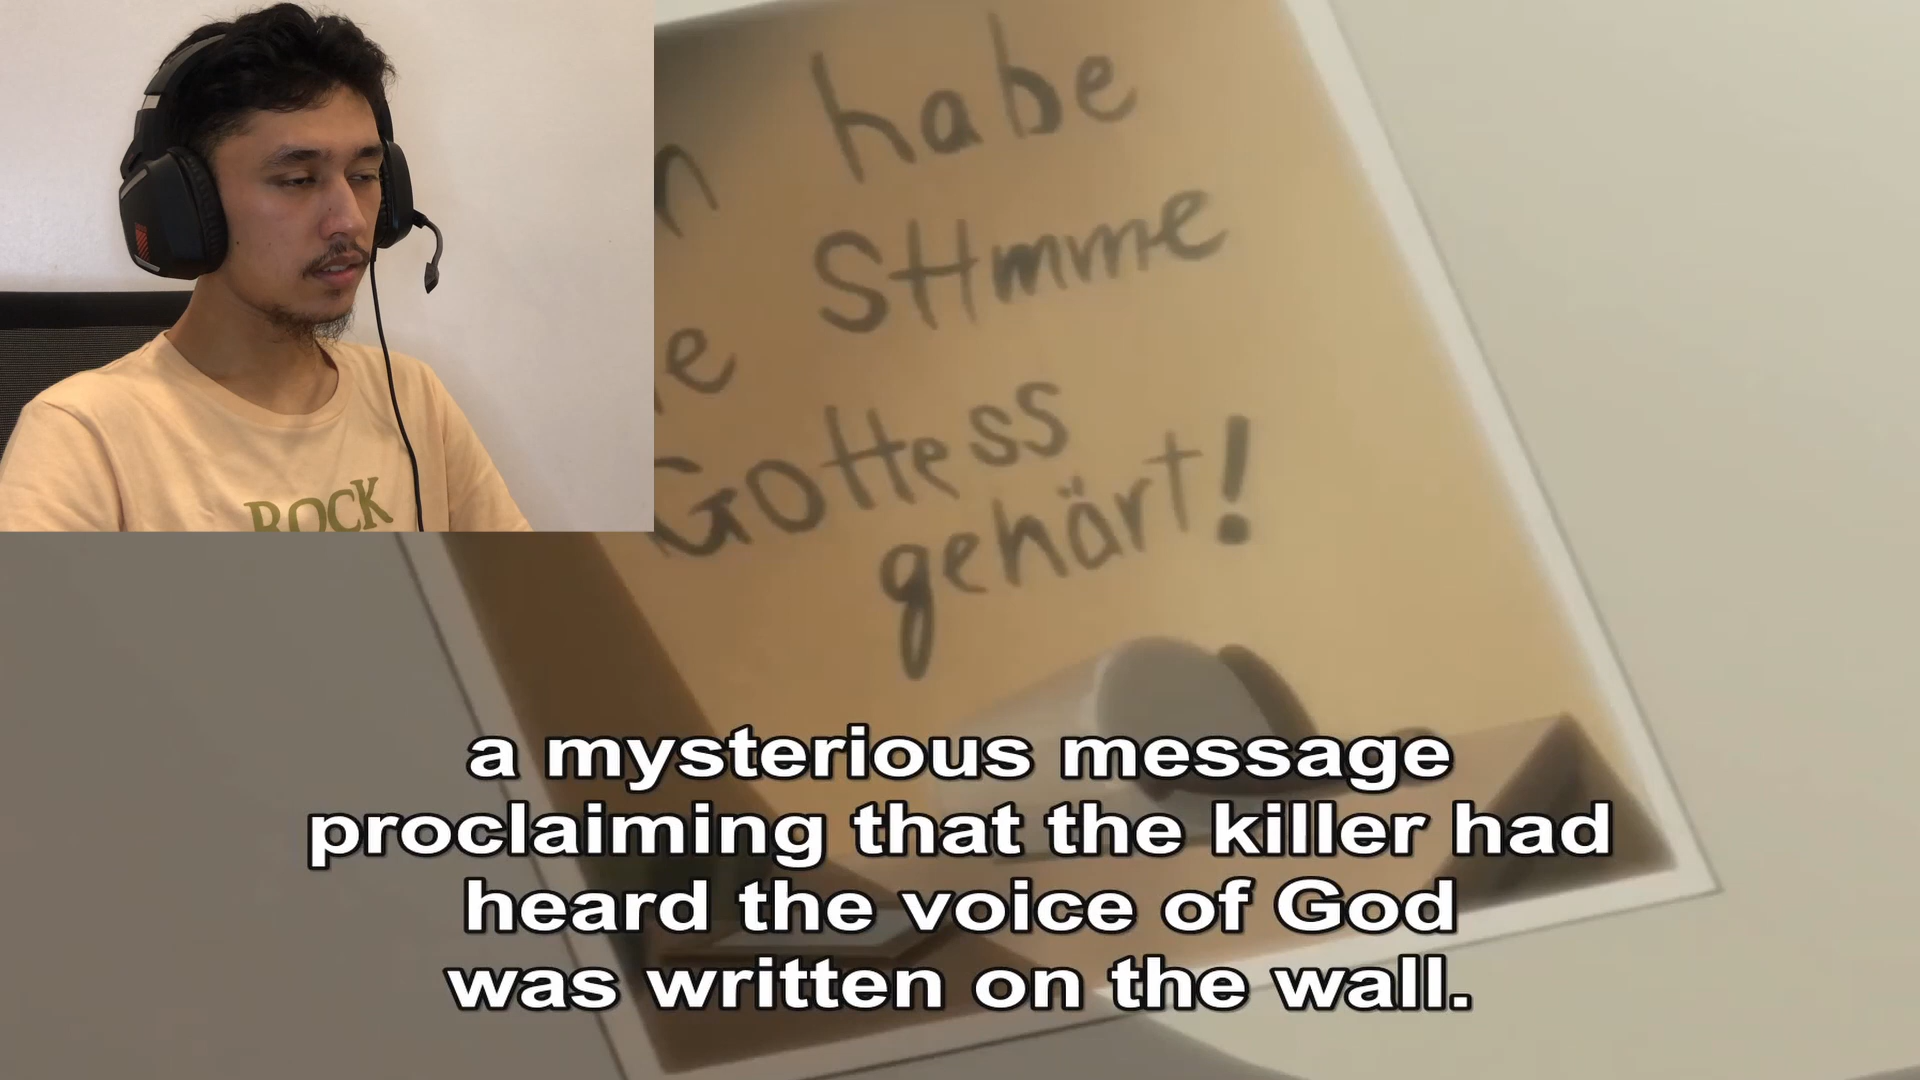 ROCK
habe
Stimme
Gottess
gehärt!
a mysterious message
proclaiming that the killer had
heard the voice of God
was written on the wall.